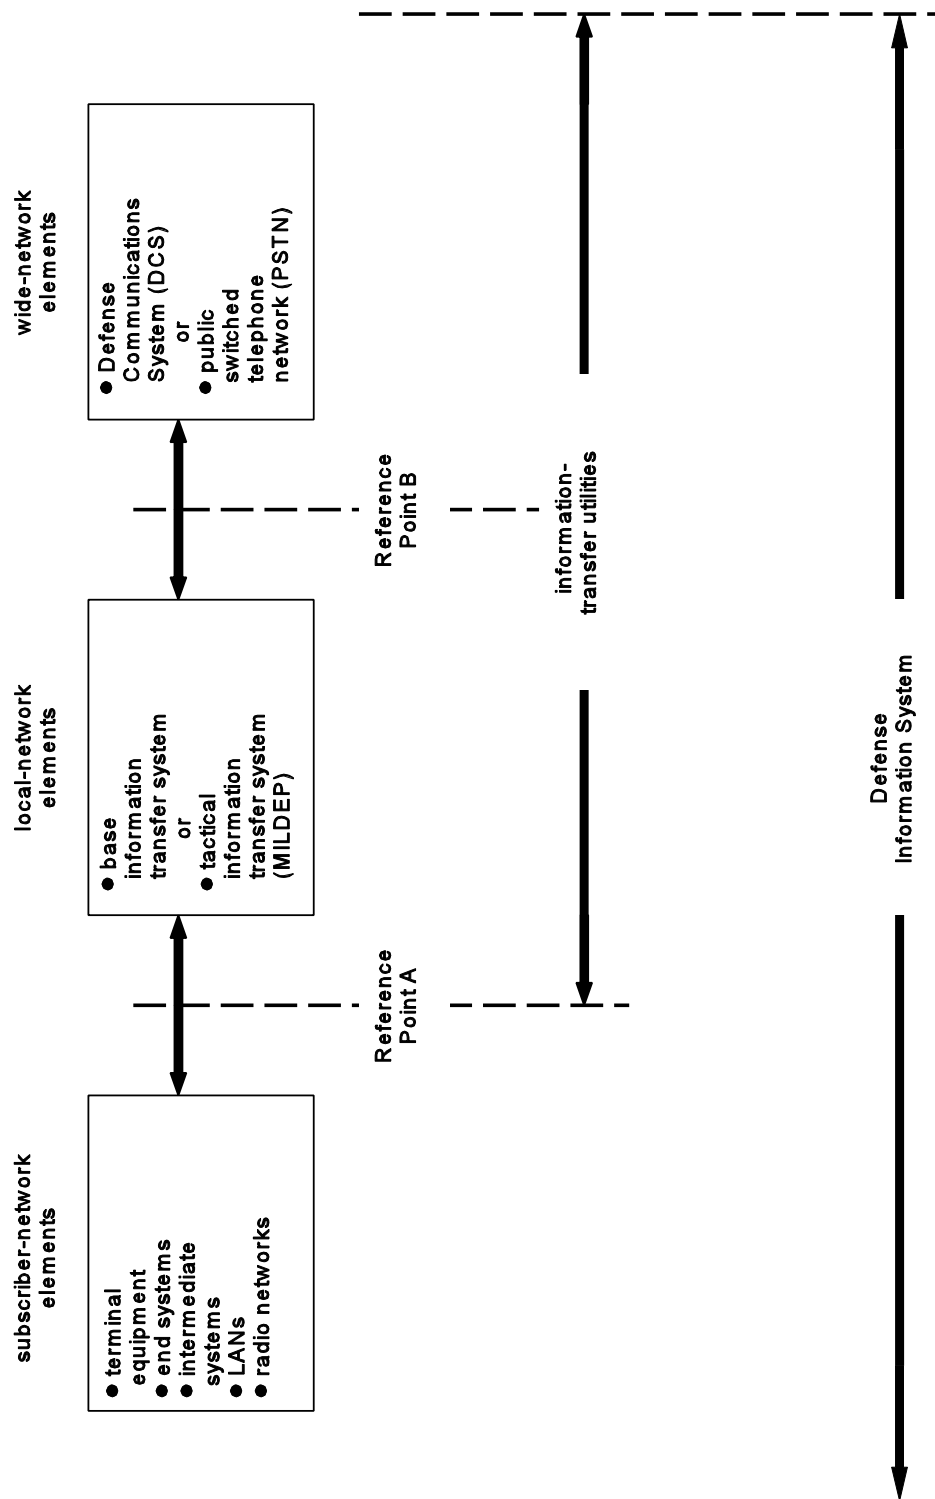 subscriber-network
elements
● terminal
equipment
● end systems
● intermediate
systems
● LANs
● radio networks
local-network
elements
● base
information
transfer system
or
● tactical
information
transfer system
(MILDEP)
wide-network
elements
● Defense
Communications
System (DCS)
or
● public
switched
telephone
network (PSTN)
Reference
Point A
Reference
Point B
information-
transfer utilities
Defense
Information System